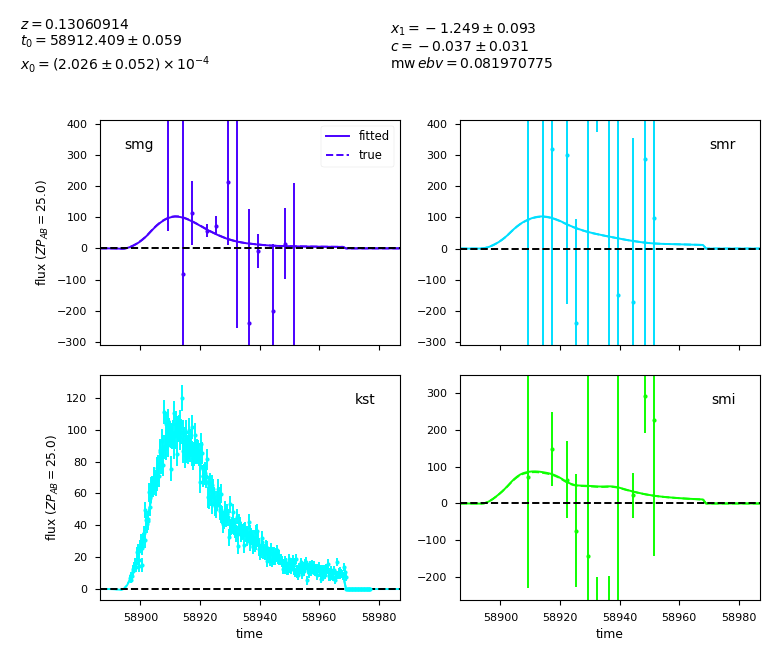 z = 0.13060914
t0 = 58912.409 ± 0.059
x0 = (2.026 ± 0.052) × 10^−4
x1 = −1.249 ± 0.093
c = −0.037 ± 0.031
mw ebv = 0.081970775
smg
fitted
true
400
300
200
100
0
−100
−200
−300
flux (ZP_AB = 25.0)
smr
400
300
200
100
0
−100
−200
−300
kst
120
100
80
60
40
20
0
flux (ZP_AB = 25.0)
58900 58920 58940 58960 58980
time
smi
300
200
100
0
−100
−200
58900 58920 58940 58960 58980
time